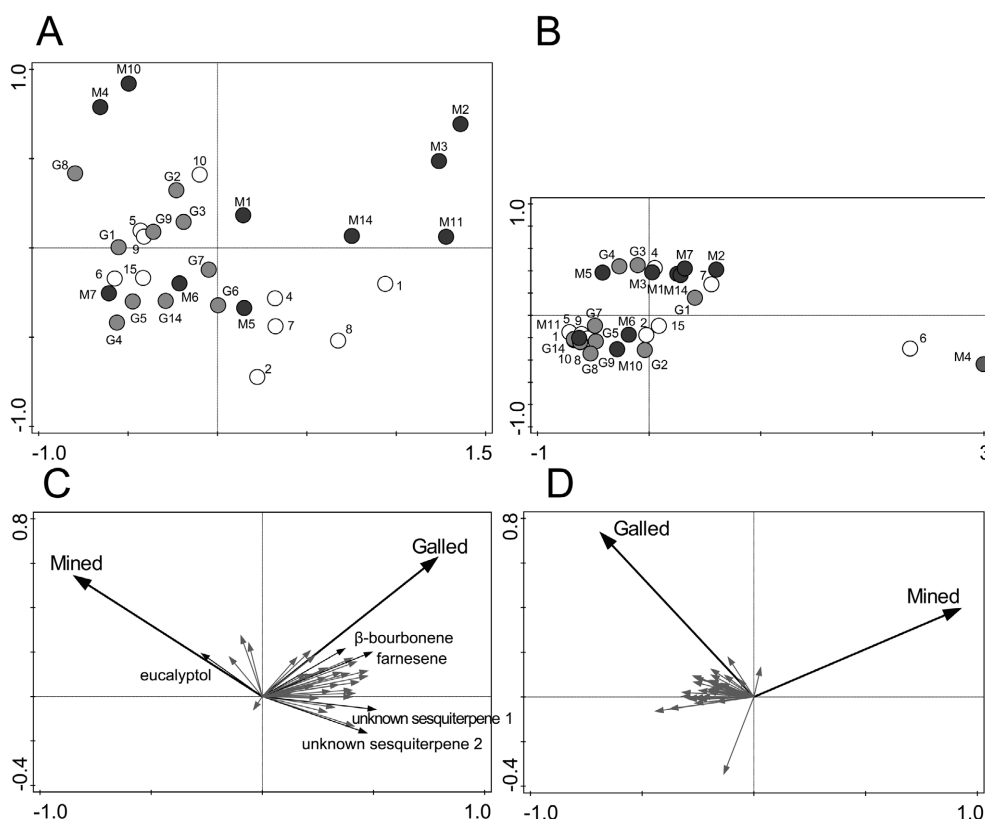 A
1.0
M10
M4
M2
M3
G8
G2
10
M1
M14
M11
5
G9
G3
G1
9
G7
6
15
M7
M6
G6
4
1
G5
G14
M5
7
G4
8
2
-1.0
-1.0
1.5
B
1.0
M5
G4
G3
4
M7
M2
M3
M1
M14
7
G1
M11
5
9
G7
M6
2
15
1
G5
G14
10
8
G8
G9
M10
G2
6
M4
-1.0
-1
3
C
0.8
Mined
Galled
β-bourbonene
farnesene
eucalyptol
unknown sesquiterpene 1
unknown sesquiterpene 2
-0.4
-1.0
1.0
D
0.8
Galled
Mined
-0.4
-1.0
1.0